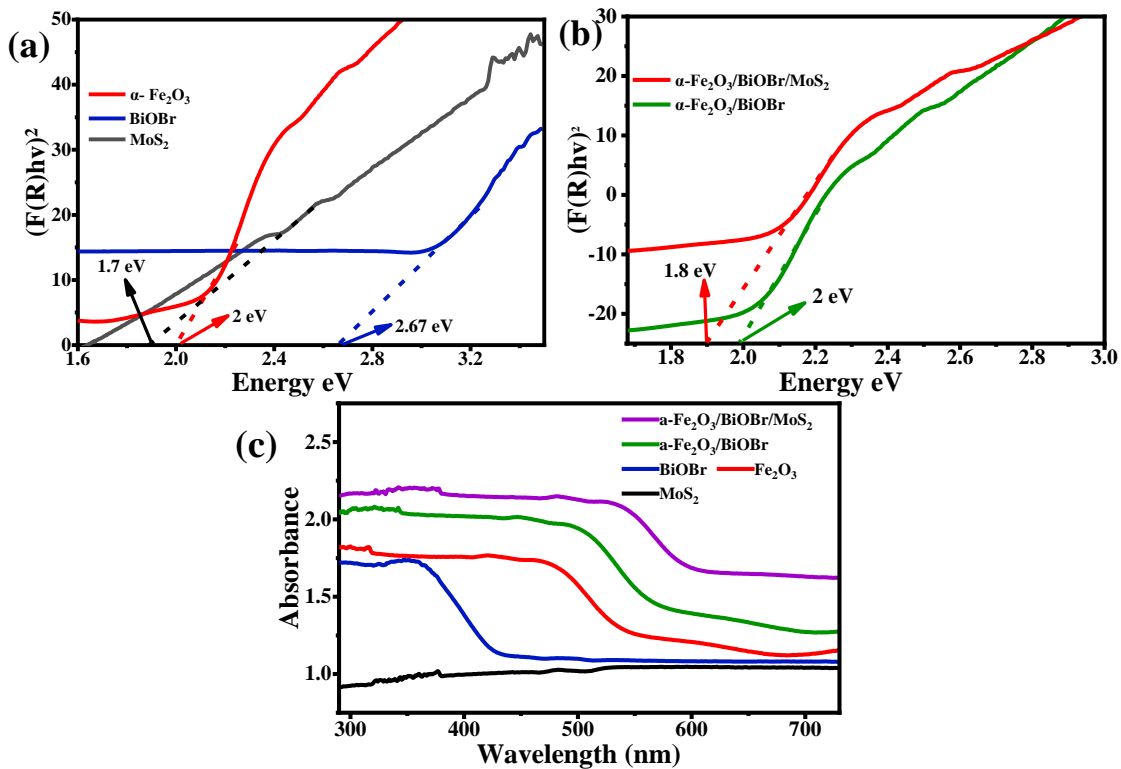 (a)
50
40
30
20
10
0
(F(R)hν)²
α- Fe₂O₃
BiOBr
MoS₂
1.7 eV
2 eV
2.67 eV
1.6 2.0 2.4 2.8 3.2
Energy eV
(b)
30
20
10
0
-10
-20
(F(R)hν)²
α-Fe₂O₃/BiOBr/MoS₂
α-Fe₂O₃/BiOBr
1.8 eV
2 eV
1.8 2.0 2.2 2.4 2.6 2.8 3.0
Energy eV
(c)
2.5
2.0
1.5
1.0
Absorbance
a-Fe₂O₃/BiOBr/MoS₂
a-Fe₂O₃/BiOBr
BiOBr Fe₂O₃
MoS₂
300 400 500 600 700
Wavelength (nm)